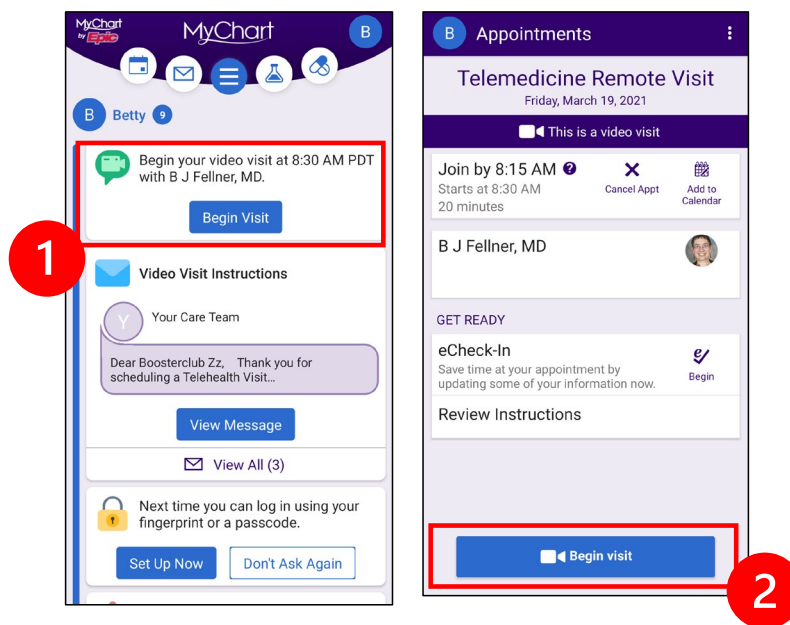 MyChart
by Epic
MyChart
B
B
Betty 9
Begin your video visit at 8:30 AM PDT
with B J Fellner, MD.
Begin Visit
1
Video Visit Instructions
Y
Your Care Team
Dear Boosterclub Zz, Thank you for
scheduling a Telehealth Visit...
View Message
View All (3)
Next time you can log in using your
fingerprint or a passcode.
Set Up Now
Don't Ask Again
B
Appointments
Telemedicine Remote Visit
Friday, March 19, 2021
This is a video visit
Join by 8:15 AM ?
Starts at 8:30 AM
20 minutes
Cancel Appt
Add to
Calendar
B J Fellner, MD
GET READY
eCheck-In
Save time at your appointment by
updating some of your information now.
Begin
Review Instructions
Begin visit
2